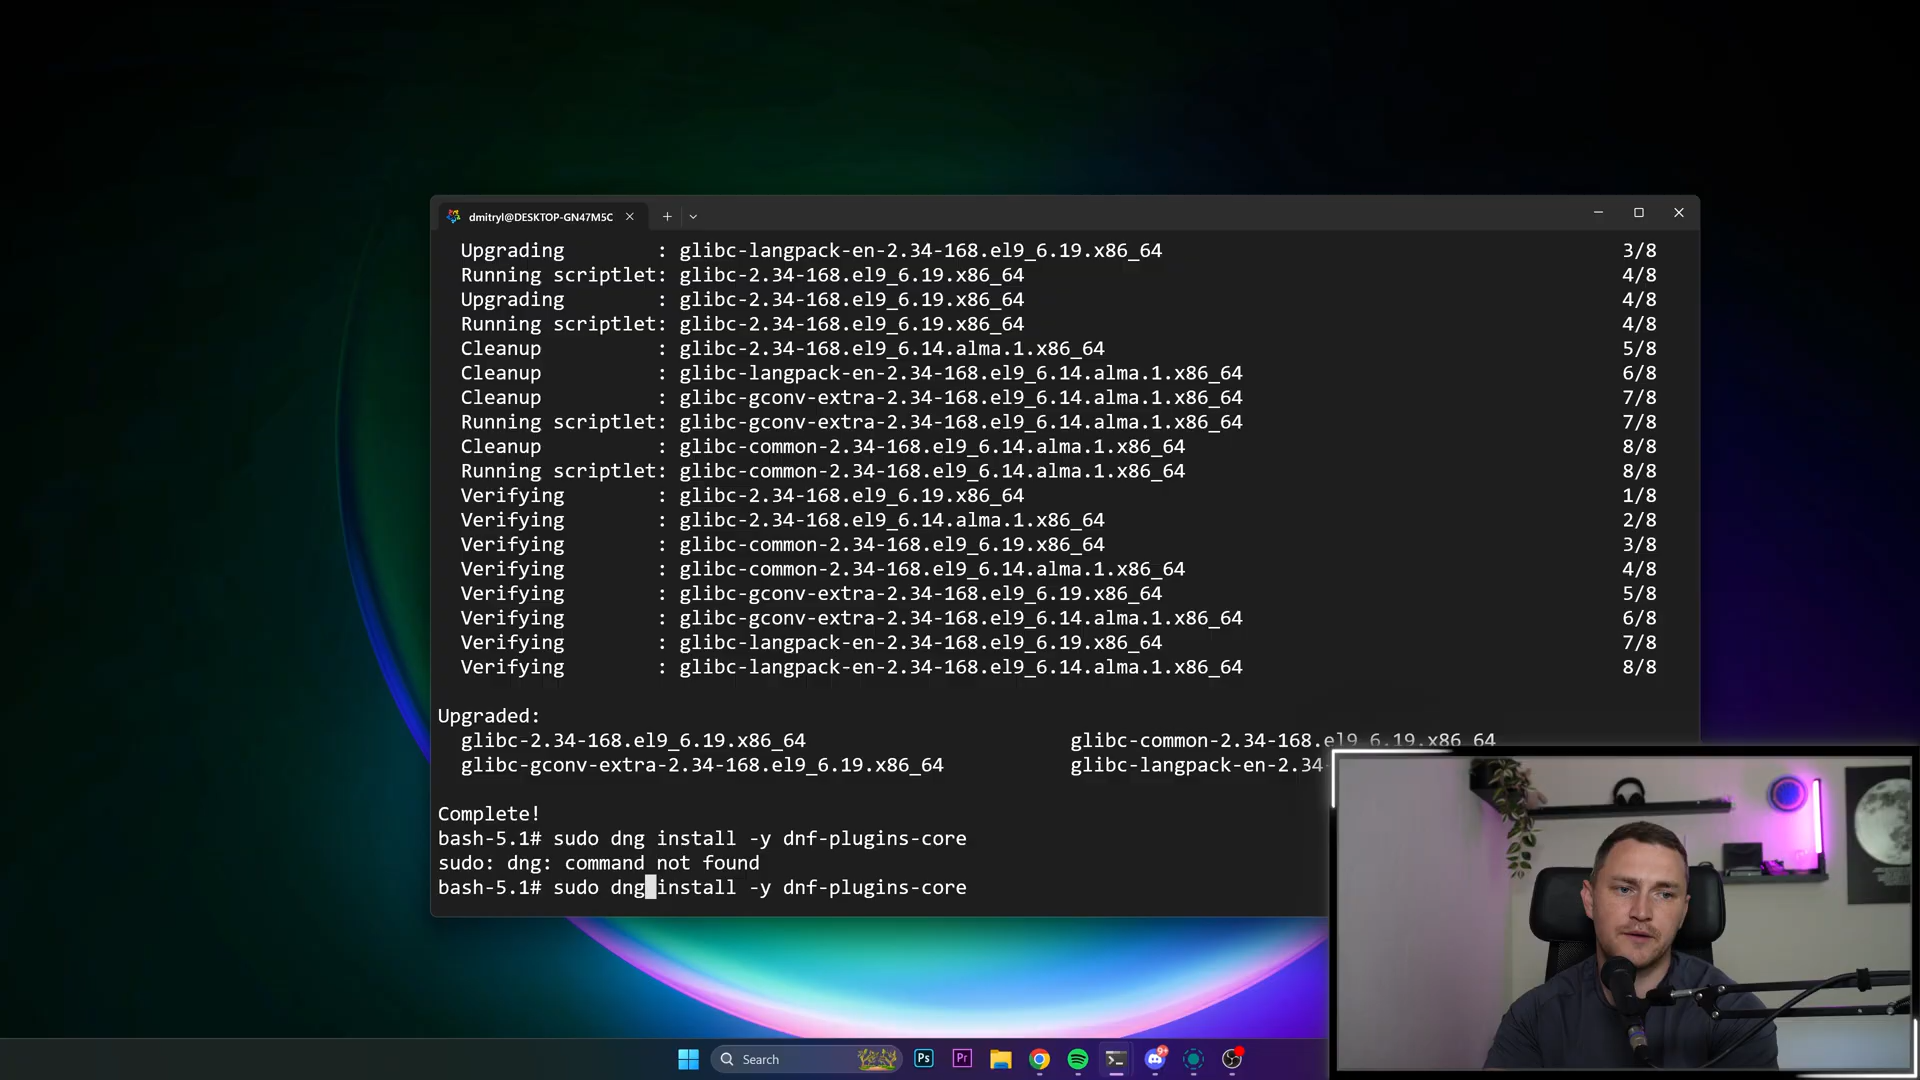 dmitryl@DESKTOP-GN47M5C
Upgrading : glibc-langpack-en-2.34-168.el9_6.19.x86_64 3/8
Running scriptlet: glibc-2.34-168.el9_6.19.x86_64 4/8
Upgrading : glibc-2.34-168.el9_6.19.x86_64 4/8
Running scriptlet: glibc-2.34-168.el9_6.19.x86_64 4/8
Cleanup : glibc-2.34-168.el9_6.14.alma.1.x86_64 5/8
Cleanup : glibc-langpack-en-2.34-168.el9_6.14.alma.1.x86_64 6/8
Cleanup : glibc-gconv-extra-2.34-168.el9_6.14.alma.1.x86_64 7/8
Running scriptlet: glibc-gconv-extra-2.34-168.el9_6.14.alma.1.x86_64 7/8
Cleanup : glibc-common-2.34-168.el9_6.14.alma.1.x86_64 8/8
Running scriptlet: glibc-common-2.34-168.el9_6.14.alma.1.x86_64 8/8
Verifying : glibc-2.34-168.el9_6.19.x86_64 1/8
Verifying : glibc-2.34-168.el9_6.14.alma.1.x86_64 2/8
Verifying : glibc-common-2.34-168.el9_6.19.x86_64 3/8
Verifying : glibc-common-2.34-168.el9_6.14.alma.1.x86_64 4/8
Verifying : glibc-gconv-extra-2.34-168.el9_6.19.x86_64 5/8
Verifying : glibc-gconv-extra-2.34-168.el9_6.14.alma.1.x86_64 6/8
Verifying : glibc-langpack-en-2.34-168.el9_6.19.x86_64 7/8
Verifying : glibc-langpack-en-2.34-168.el9_6.14.alma.1.x86_64 8/8
Upgraded:
glibc-2.34-168.el9_6.19.x86_64 glibc-common-2.34-168.el9_6.19.x86_64
glibc-gconv-extra-2.34-168.el9_6.19.x86_64 glibc-langpack-en-2.34-
Complete!
bash-5.1# sudo dng install -y dnf-plugins-core
sudo: dng: command not found
bash-5.1# sudo dng install -y dnf-plugins-core
Search
Ps
Pr
9+